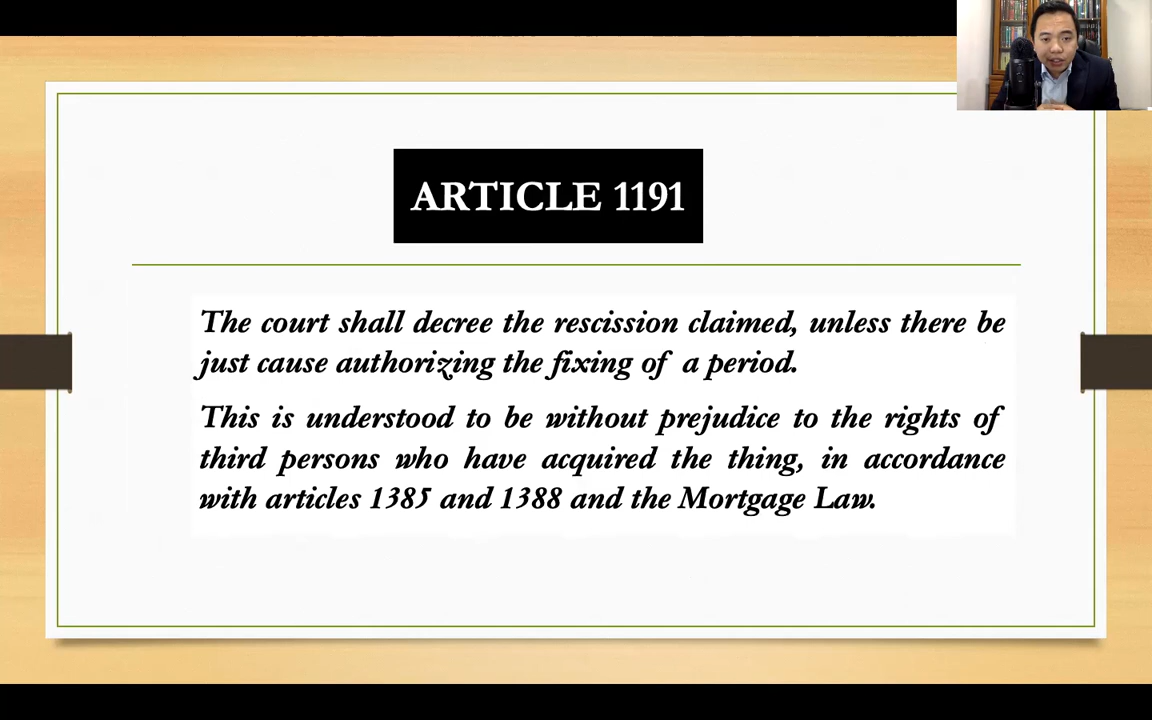 ARTICLE 1191
The court shall decree the rescission claimed, unless there be
just cause authorizing the fixing of a period.
This is understood to be without prejudice to the rights of
third persons who have acquired the thing, in accordance
with articles 1385 and 1388 and the Mortgage Law.